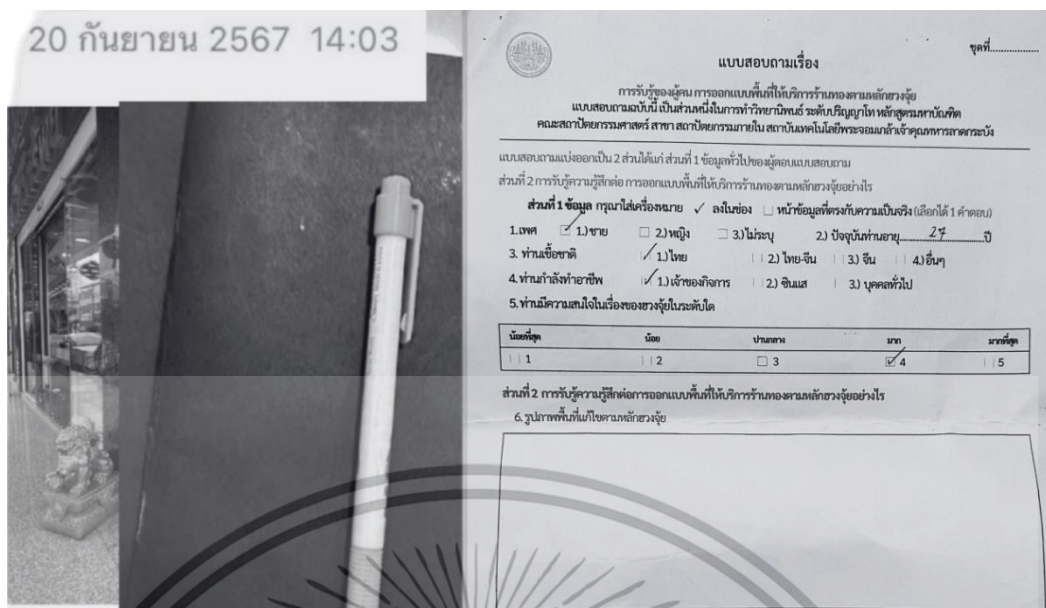 20 กันยายน 2567 14:03
ชุดที่..................
แบบสอบถามเรื่อง
การรับรู้ของผู้คน การออกแบบพื้นที่ให้บริการร้านทองตามหลักฮวงจุ้ย
แบบสอบถามฉบับนี้ เป็นส่วนหนึ่งในการทำวิทยานิพนธ์ ระดับปริญญาโท หลักสูตรมหาบัณฑิต
คณะสถาปัตยกรรมศาสตร์ สาขา สถาปัตยกรรมภายใน สถาบันเทคโนโลยีพระจอมเกล้าเจ้าคุณทหารลาดกระบัง
แบบสอบถามแบ่งออกเป็น 2 ส่วนได้แก่ ส่วนที่ 1 ข้อมูลทั่วไปของผู้ตอบแบบสอบถาม
ส่วนที่ 2 การรับรู้ความรู้สึกต่อ การออกแบบพื้นที่ให้บริการร้านทองตามหลักฮวงจุ้ยอย่างไร
ส่วนที่ 1 ข้อมูล กรุณาใส่เครื่องหมาย ✓ ลงในช่อง ☐ หน้าข้อมูลที่ตรงกับความเป็นจริง (เลือกได้ 1 คำตอบ)
1.เพศ ☑ 1.)ชาย ☐ 2.)หญิง ☐ 3.)ไม่ระบุ 2.) ปัจจุบันท่านอายุ.......27.......ปี
3. ท่านเชื้อชาติ ☑ 1.)ไทย ☐ 2.) ไทย-จีน ☐ 3.) จีน ☐ 4.)อื่นๆ
4.ท่านกำลังทำอาชีพ ☑ 1.)เจ้าของกิจการ ☐ 2.) ซินแส ☐ 3.) บุคคลทั่วไป
5.ท่านมีความสนใจในเรื่องของฮวงจุ้ยในระดับใด
น้อยที่สุด น้อย ปานกลาง มาก มากที่สุด
☐ 1 ☐ 2 ☐ 3 ☑ 4 ☐ 5
ส่วนที่ 2 การรับรู้ความรู้สึกต่อการออกแบบพื้นที่ให้บริการร้านทองตามหลักฮวงจุ้ยอย่างไร
6. รูปภาพพื้นที่แก้ไขตามหลักฮวงจุ้ย